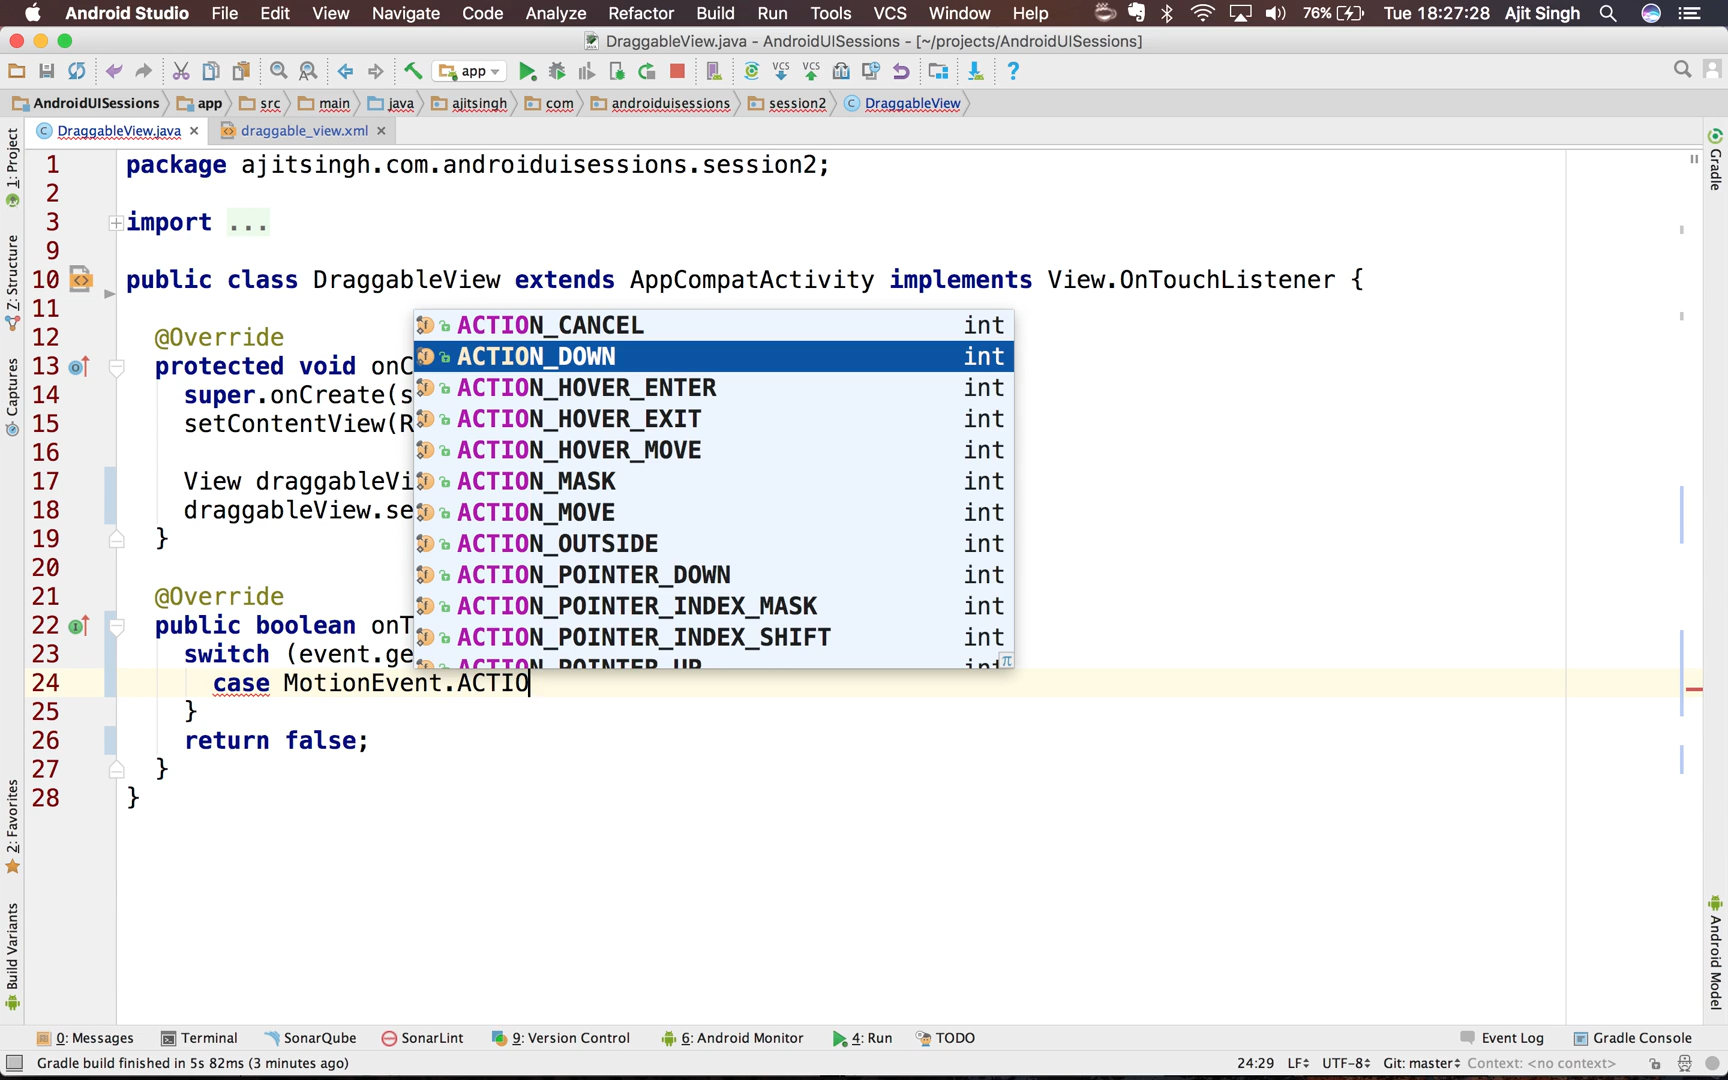 Android Studio File Edit View Navigate Code Analyze Refactor Build Run Tools VCS Window Help 76% Tue 18:27:28 Ajit Singh
DraggableView.java - AndroidUISessions - [~/projects/AndroidUISessions]
app VCS VCS ?
AndroidUISessions app src main java ajitsingh com androiduisessions session2 DraggableView
DraggableView.java draggable_view.xml
1: Project
Z: Structure
Captures
2: Favorites
Build Variants
Gradle
Android Model
1 package ajitsingh.com.androiduisessions.session2;
2
3 import ...
9
10 public class DraggableView extends AppCompatActivity implements View.OnTouchListener {
11
12 @Override
13 protected void onC
14 super.onCreate(s
15 setContentView(R
16
17 View draggableVi
18 draggableView.se
19 }
20
21 @Override
22 public boolean onT
23 switch (event.ge
24 case MotionEvent.ACTIO
25 }
26 return false;
27 }
28 }
ACTION_CANCEL int
ACTION_DOWN int
ACTION_HOVER_ENTER int
ACTION_HOVER_EXIT int
ACTION_HOVER_MOVE int
ACTION_MASK int
ACTION_MOVE int
ACTION_OUTSIDE int
ACTION_POINTER_DOWN int
ACTION_POINTER_INDEX_MASK int
ACTION_POINTER_INDEX_SHIFT int
ACTION_POINTER_UP int
π
0: Messages Terminal SonarQube SonarLint 9: Version Control 6: Android Monitor 4: Run TODO Event Log Gradle Console
Gradle build finished in 5s 82ms (3 minutes ago) 24:29 LF UTF-8 Git: master Context: <no context>